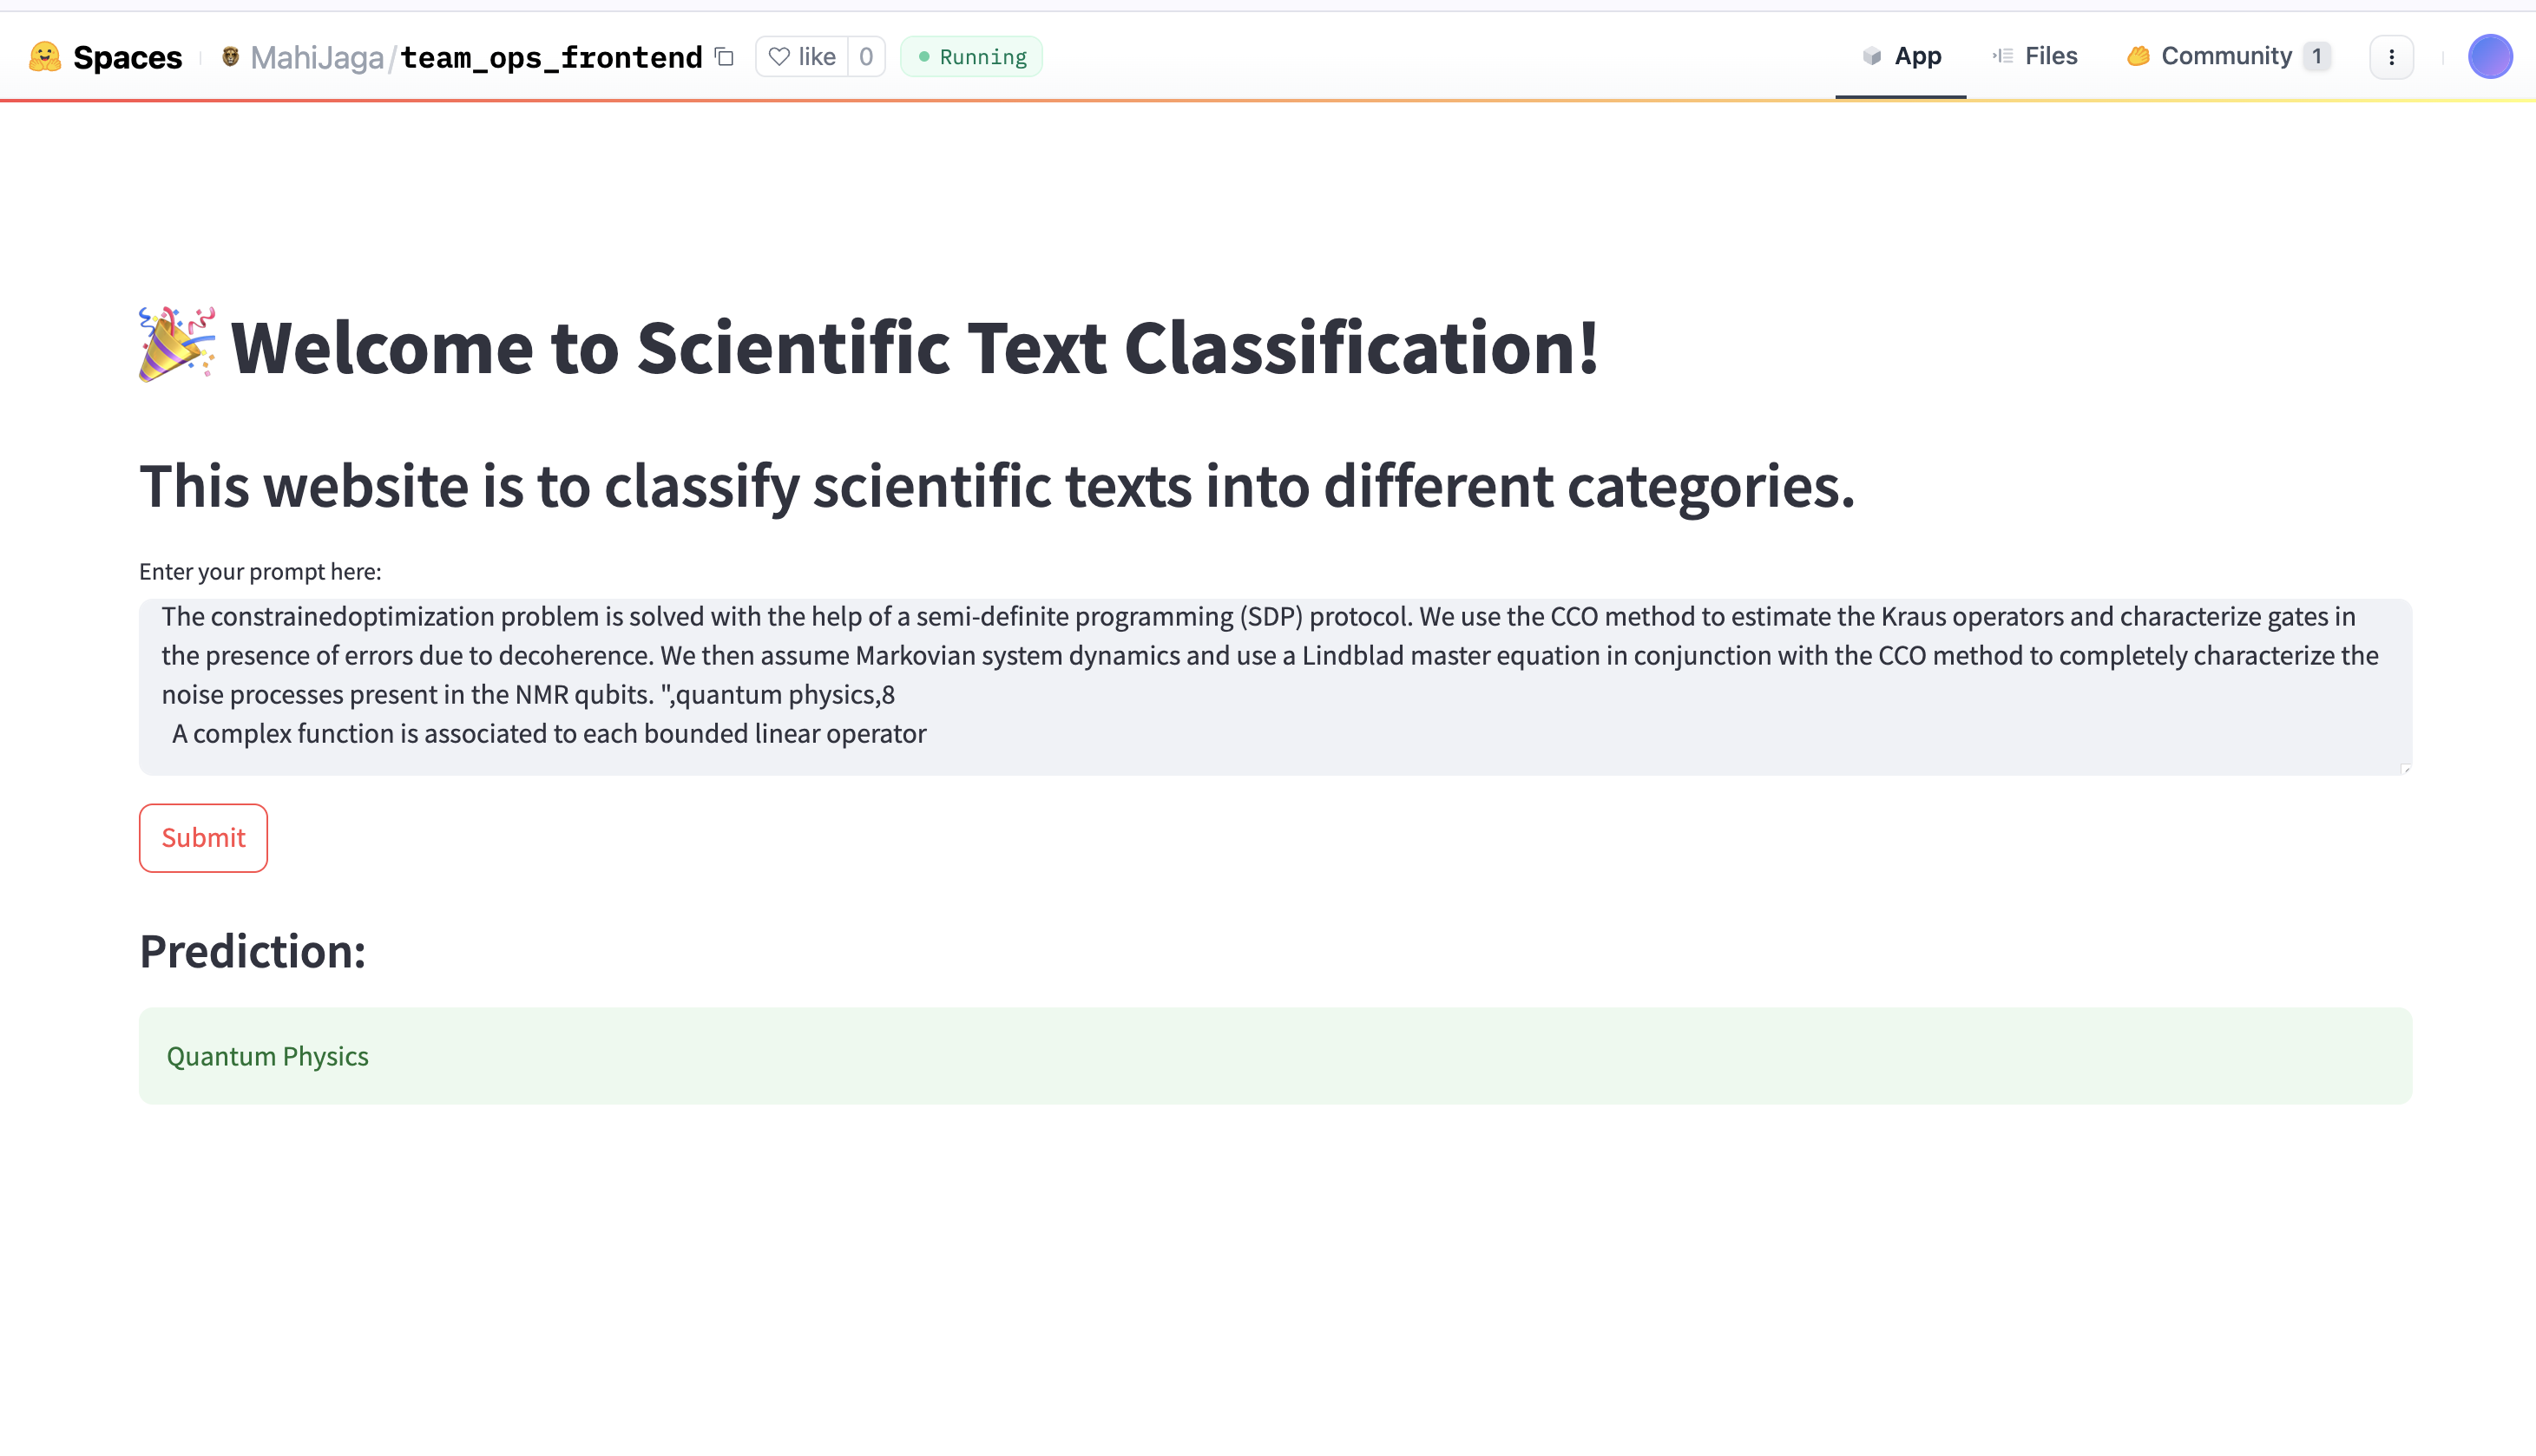 Spaces MahiJaga/team_ops_frontend like 0 Running App Files Community 1
Welcome to Scientific Text Classification!
This website is to classify scientific texts into different categories.
Enter your prompt here:
The constrainedoptimization problem is solved with the help of a semi-definite programming (SDP) protocol. We use the CCO method to estimate the Kraus operators and characterize gates in
the presence of errors due to decoherence. We then assume Markovian system dynamics and use a Lindblad master equation in conjunction with the CCO method to completely characterize the
noise processes present in the NMR qubits. ",quantum physics,8
A complex function is associated to each bounded linear operator
Submit
Prediction:
Quantum Physics